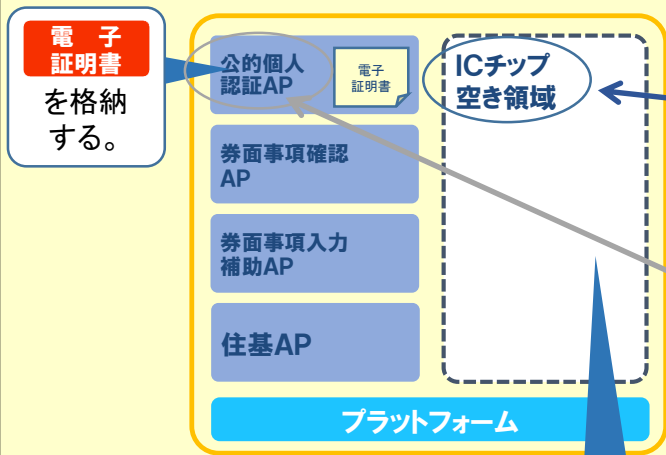 電 子
証明書
を格納
する。
公的個人
認証AP
電子
証明書
ICチップ
空き領域
券面事項確認
AP
券面事項入力
補助AP
住基AP
プラットフォーム